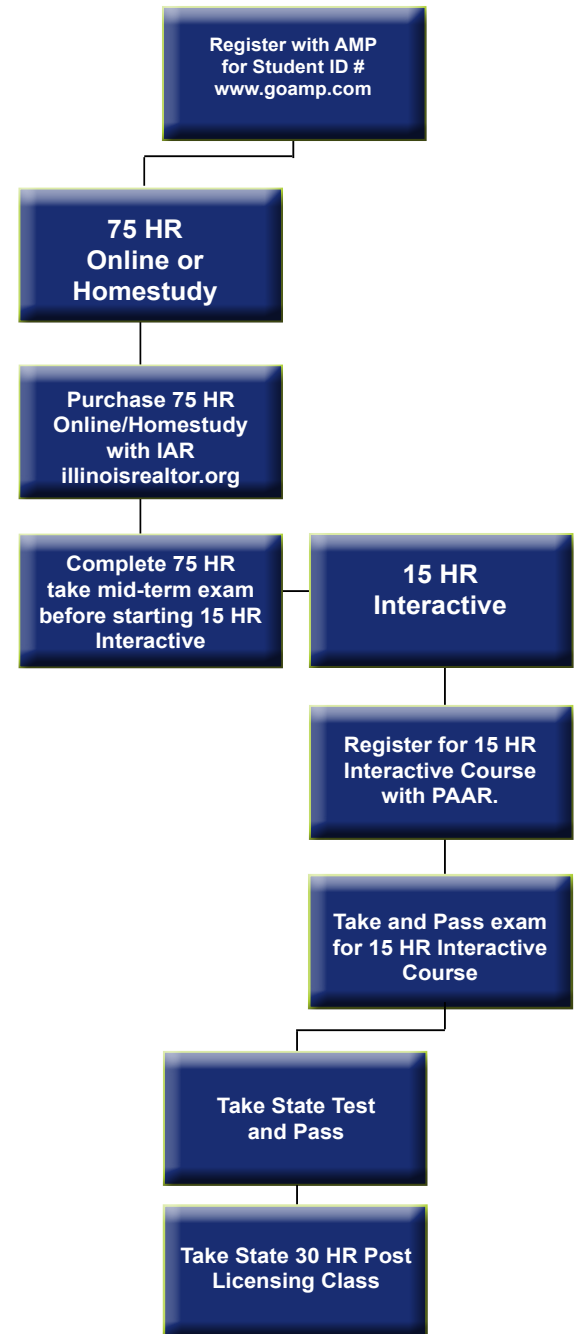 Register with AMP
for Student ID #
www.goamp.com
75 HR
Online or
Homestudy
Purchase 75 HR
Online/Homestudy
with IAR
illinoisrealtor.org
Complete 75 HR
take mid-term exam
before starting 15 HR
Interactive
15 HR
Interactive
Register for 15 HR
Interactive Course
with PAAR.
Take and Pass exam
for 15 HR Interactive
Course
Take State Test
and Pass
Take State 30 HR Post
Licensing Class